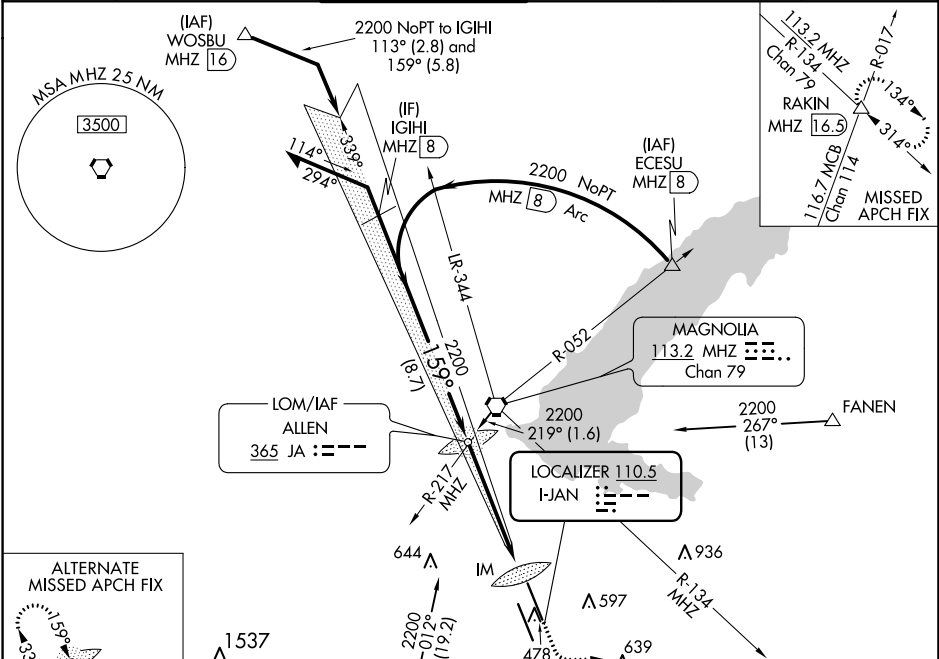 (IAF)
WOSBU
MHZ 16
2200 NoPT to IGIHI
113° (2.8) and
159° (5.8)
MSA MHZ 25 NM
3500
(IF)
IGIHI
MHZ 8
339°
114°
294°
2200 NoPT
MHZ 8 Arc
(IAF)
ECESU
MHZ 8
113.2 MHZ
R-134
Chan 79
R-017
134°
314°
RAKIN
MHZ 16.5
116.7 MCB
Chan 114
MISSED
APCH FIX
LR-344
R-052
159°
2200
(8.7)
MAGNOLIA
113.2 MHZ
Chan 79
LOM/IAF
ALLEN
365 JA
2200
219° (1.6)
2200
267°
(13)
FANEN
R-217
MHZ
LOCALIZER 110.5
I-JAN
644
IM
936
R-134
MHZ
597
639
478
2200
012°
(19.2)
1537
ALTERNATE
MISSED APCH FIX
159°